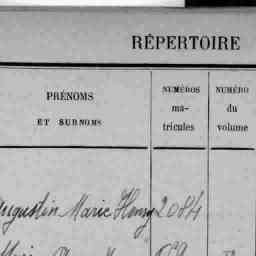 RÉPERTOIRE
PRÉNOMS
ET SURNOMS
NUMÉROS
ma-
tricules
NUMÉRO
du
volume
Augustin Marie Henry 2084